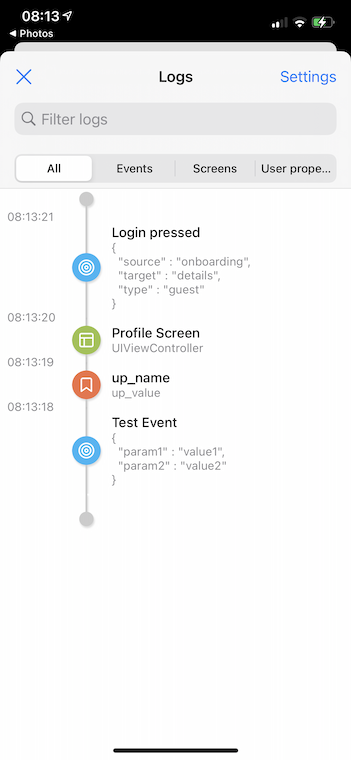 08:13
◀ Photos
Logs
Settings
Filter logs
All
Events
Screens
User prope...
08:13:21
Login pressed
{
"source" : "onboarding",
"target" : "details",
"type" : "guest"
}
08:13:20
Profile Screen
UIViewController
08:13:19
up_name
up_value
08:13:18
Test Event
{
"param1" : "value1",
"param2" : "value2"
}